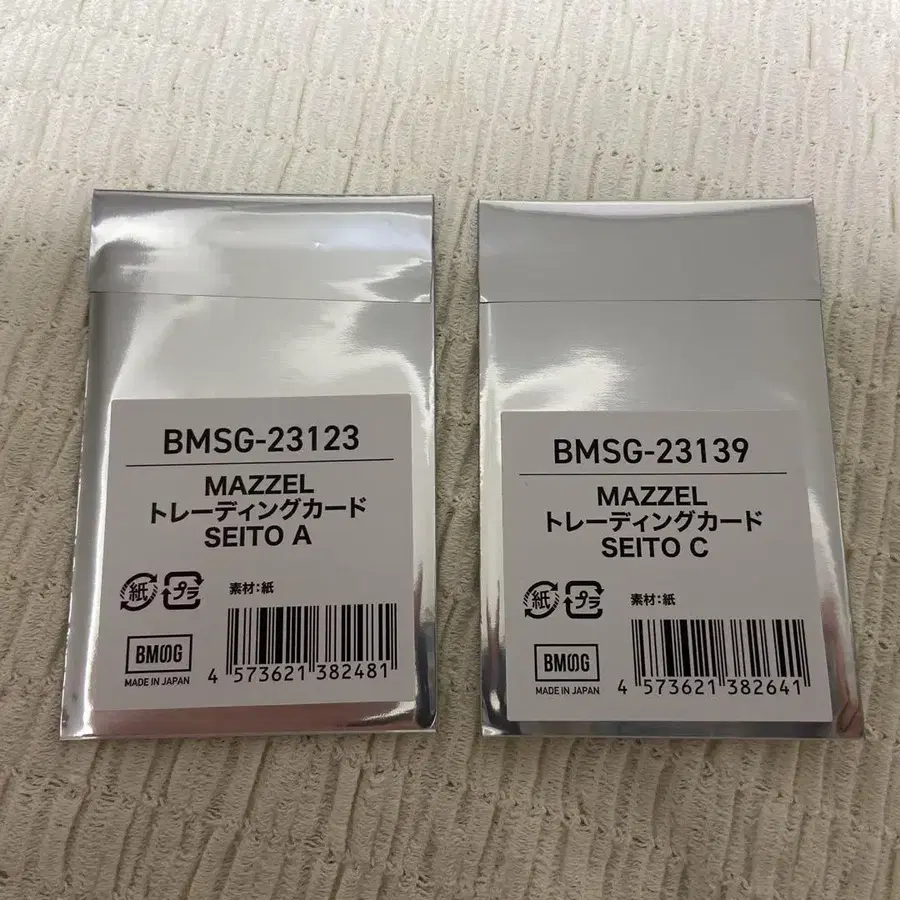 BMSG-23123
MAZZEL
トレーディングカード
SEITO A
紙 プラ 素材:紙
BMSG
MADE IN JAPAN
4 573621 382481
BMSG-23139
MAZZEL
トレーディングカード
SEITO C
紙 プラ 素材:紙
BMSG
MADE IN JAPAN
4 573621 382641